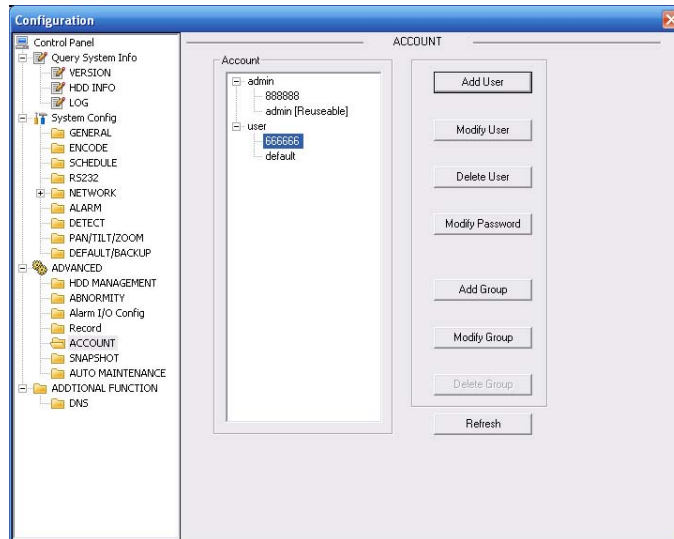 Configuration
Control Panel
Query System Info
VERSION
HDD INFO
LOG
System Config
GENERAL
ENCODE
SCHEDULE
RS232
NETWORK
ALARM
DETECT
PAN/TILT/ZOOM
DEFAULT/BACKUP
ADVANCED
HDD MANAGEMENT
ABNORMITY
Alarm I/O Config
Record
ACCOUNT
SNAPSHOT
AUTO MAINTENANCE
ADDTIONAL FUNCTION
DNS
ACCOUNT
Account
admin
888888
admin [Reuseable]
user
666666
default
Add User
Modify User
Delete User
Modify Password
Add Group
Modify Group
Delete Group
Refresh